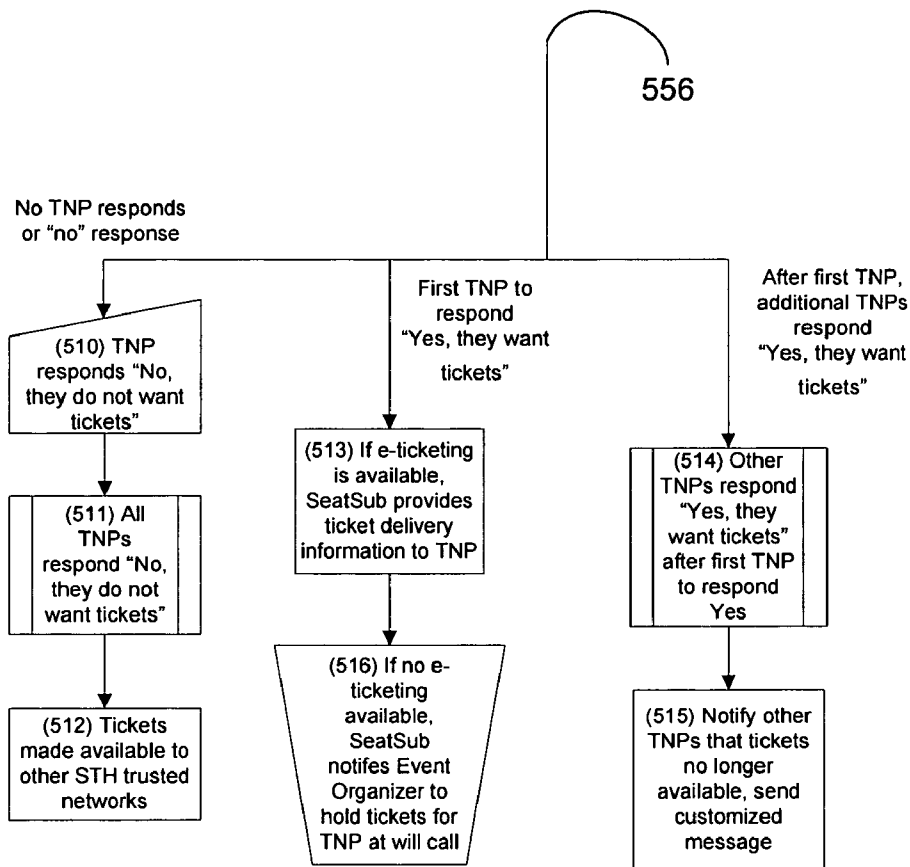 556
No TNP responds
or “no” response
First TNP to
respond
“Yes, they want
tickets”
After first TNP,
additional TNPs
respond
“Yes, they want
tickets”
(510) TNP
responds “No,
they do not want
tickets”
(511) All
TNPs
respond “No,
they do not
want tickets”
(512) Tickets
made available to
other STH trusted
networks
(513) If e-ticketing
is available,
SeatSub provides
ticket delivery
information to TNP
(516) If no e-
ticketing
available,
SeatSub
notifes Event
Organizer to
hold tickets for
TNP at will call
(514) Other
TNPs respond
“Yes, they
want tickets”
after first TNP
to respond
Yes
(515) Notify other
TNPs that tickets
no longer
available, send
customized
message